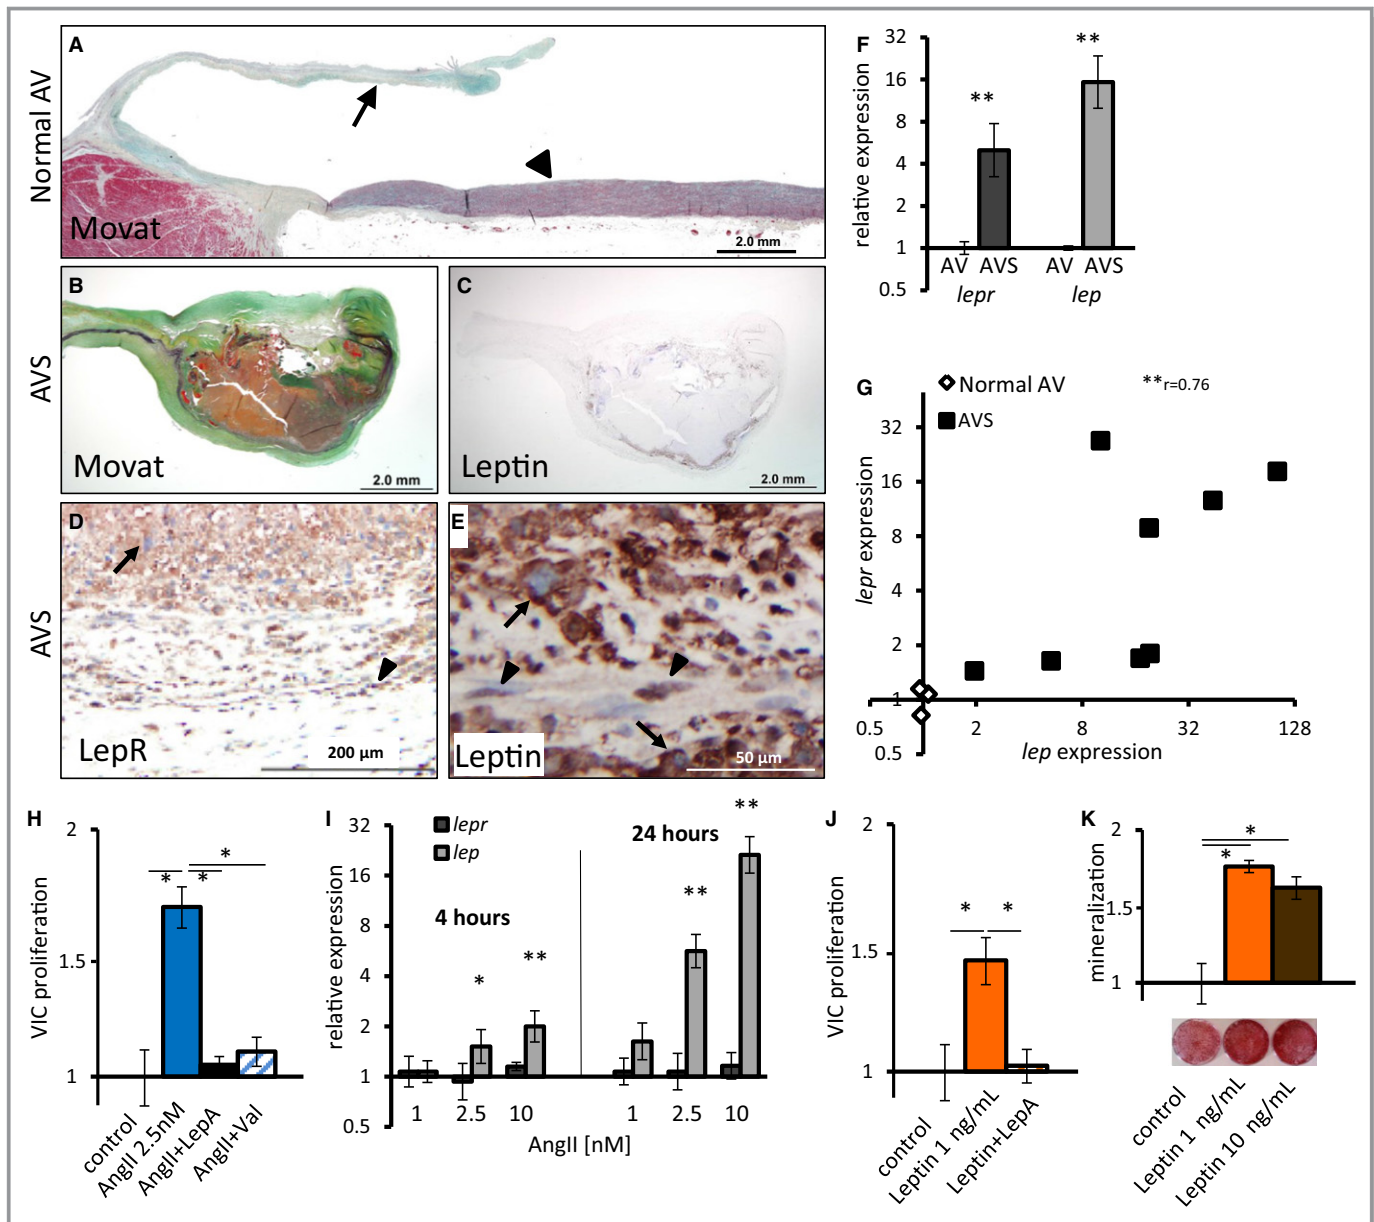 A
Normal AV
Movat
2.0 mm
B
AVS
Movat
2.0 mm
C
Leptin
2.0 mm
D
AVS
LepR
200 µm
E
Leptin
50 µm
F
relative expression
32
16
8
4
2
1
0.5
**
**
AV AVS AV AVS
lepr lep
G
Normal AV
AVS
**r=0.76
lepr expression
32
16
8
4
2
1
0.5
0.5 2 8 32 128
lep expression
H
VIC proliferation
2
1.5
1
* * *
control
AngII 2.5nM
AngII+LepA
AngII+Val
I
relative expression
32
16
8
4
2
1
0.5
lepr
lep
4 hours
24 hours
* ** ** **
1 2.5 10 1 2.5 10
AngII [nM]
J
VIC proliferation
2
1.5
1
* *
control
Leptin 1 ng/mL
Leptin+LepA
K
mineralization
2
1.5
1
*
*
control
Leptin 1 ng/mL
Leptin 10 ng/mL